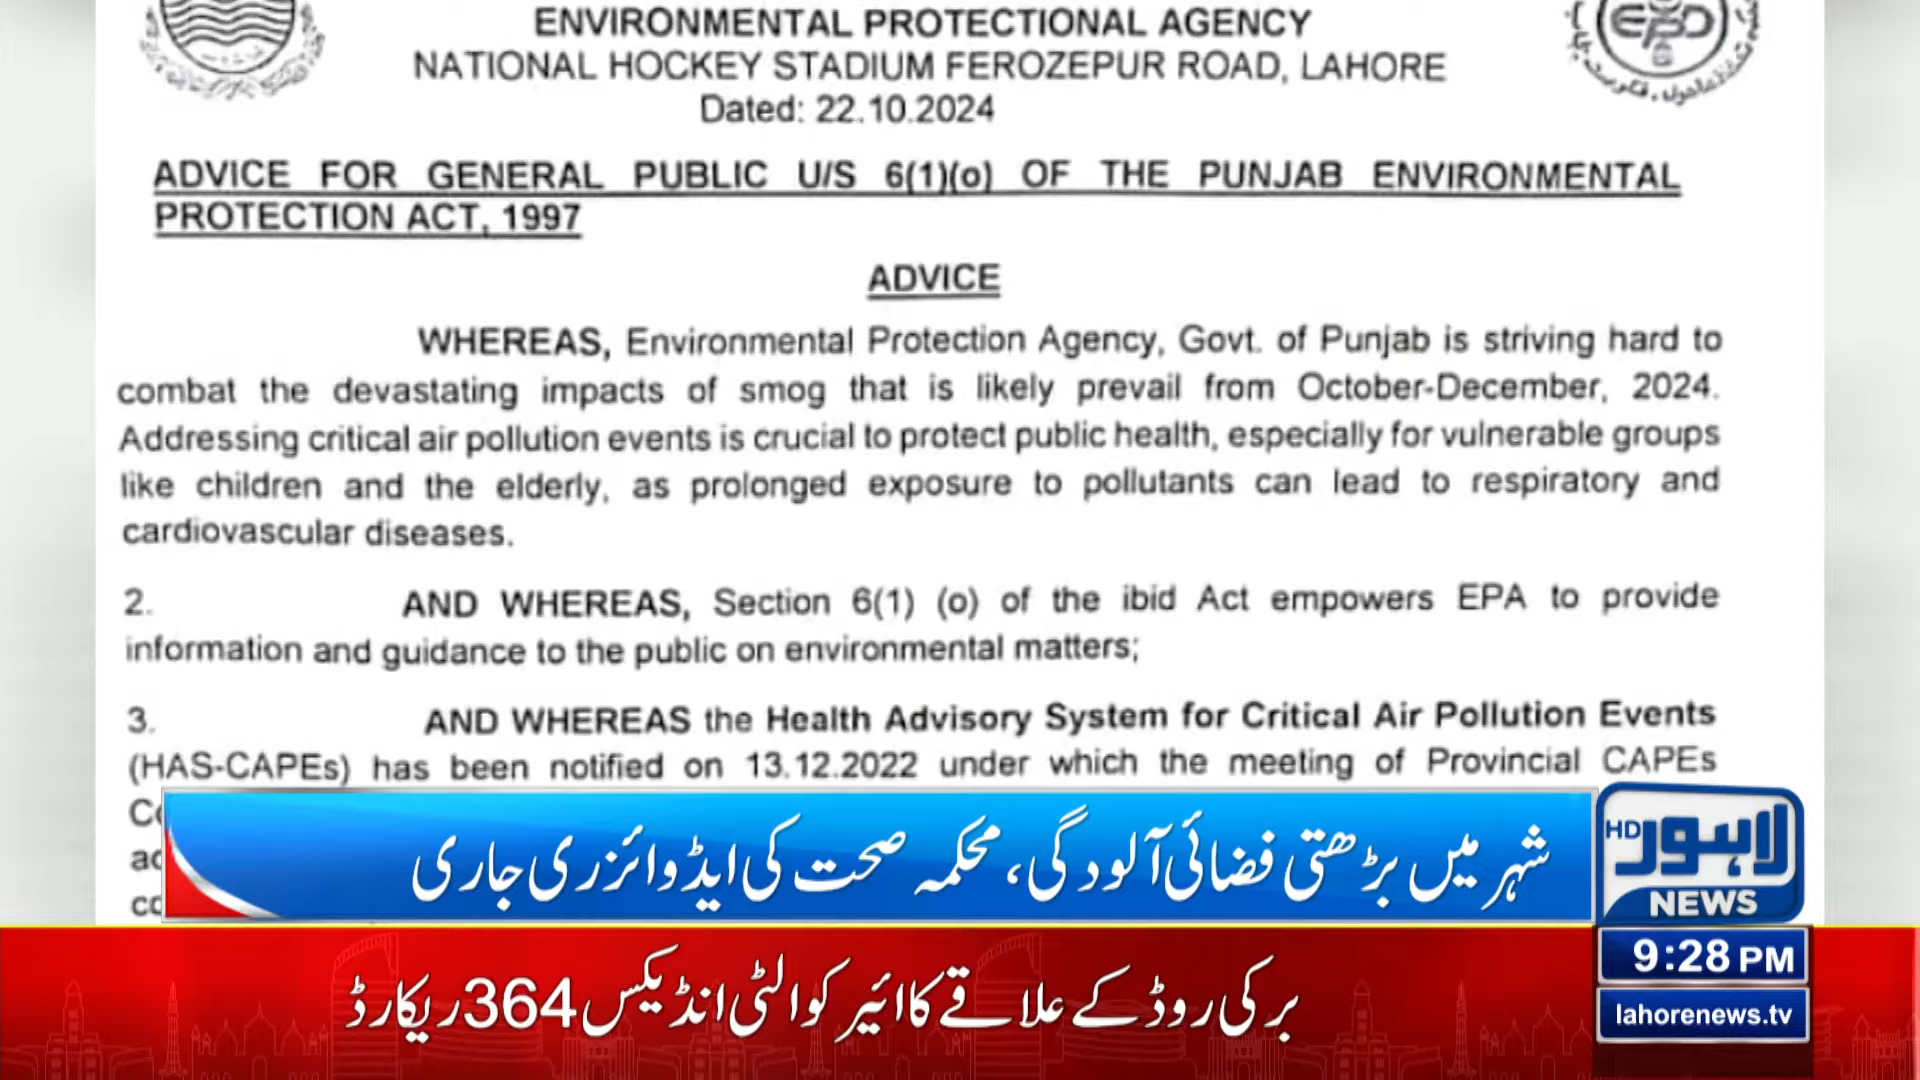 ENVIRONMENTAL PROTECTIONAL AGENCY
NATIONAL HOCKEY STADIUM FEROZEPUR ROAD, LAHORE
Dated: 22.10.2024
ADVICE FOR GENERAL PUBLIC U/S 6(1)(o) OF THE PUNJAB ENVIRONMENTAL
PROTECTION ACT, 1997
ADVICE
WHEREAS, Environmental Protection Agency, Govt. of Punjab is striving hard to
combat the devastating impacts of smog that is likely prevail from October-December, 2024.
Addressing critical air pollution events is crucial to protect public health, especially for vulnerable groups
like children and the elderly, as prolonged exposure to pollutants can lead to respiratory and
cardiovascular diseases.
2. AND WHEREAS, Section 6(1) (o) of the ibid Act empowers EPA to provide
information and guidance to the public on environmental matters;
3. AND WHEREAS the Health Advisory System for Critical Air Pollution Events
(HAS-CAPEs) has been notified on 13.12.2022 under which the meeting of Provincial CAPEs
شہر میں بڑھتی فضائی آلودگی، محکمہ صحت کی ایڈوائزری جاری
لاہور HD
NEWS
برکی روڈ کے علاقے کا ائیر کوالٹی انڈیکس 364 ریکارڈ
9:28 PM
lahorenews.tv